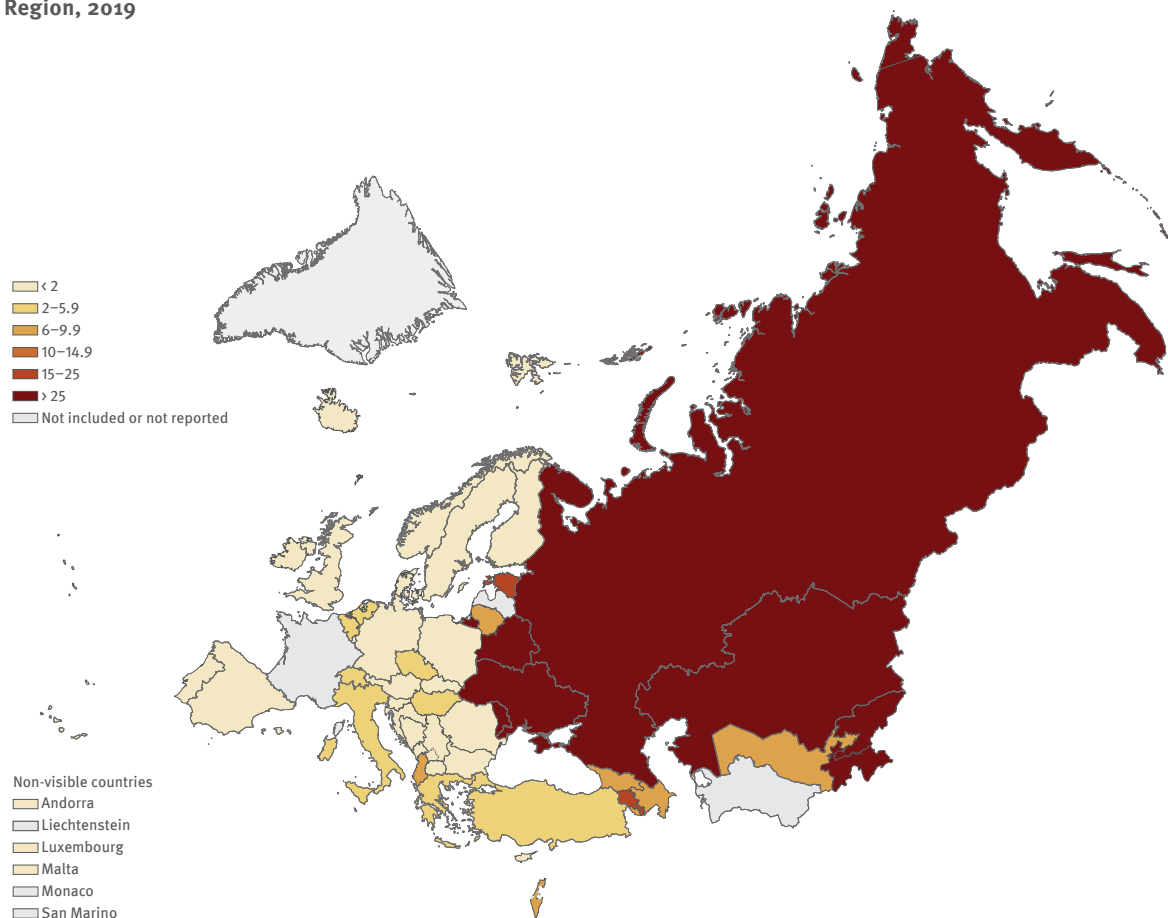 Region, 2019
‹ 2
2–5.9
6–9.9
10–14.9
15–25
› 25
Not included or not reported
Non-visible countries
Andorra
Liechtenstein
Luxembourg
Malta
Monaco
San Marino